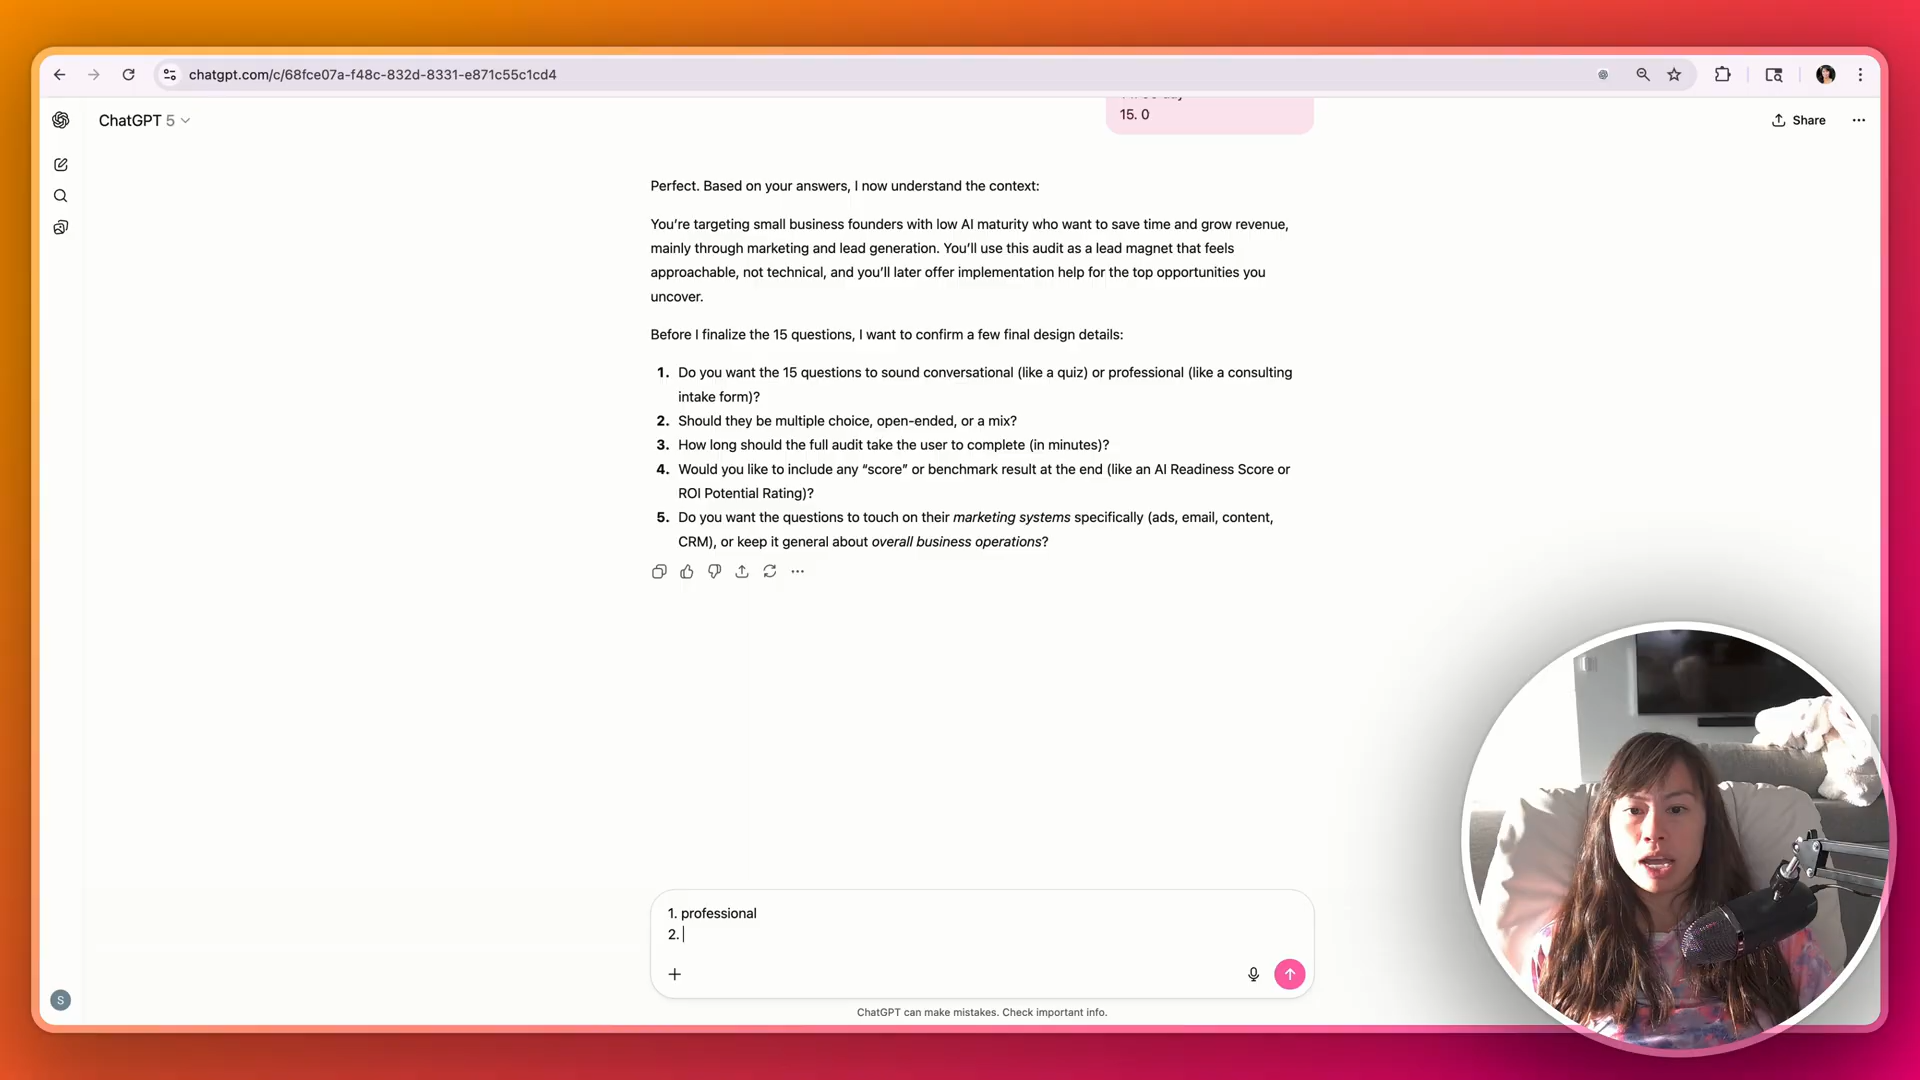 chatgpt.com/c/68fce07a-f48c-832d-8331-e871c55c1cd4
ChatGPT 5
Share
15. 0
Perfect. Based on your answers, I now understand the context:
You’re targeting small business founders with low AI maturity who want to save time and grow revenue,
mainly through marketing and lead generation. You’ll use this audit as a lead magnet that feels
approachable, not technical, and you’ll later offer implementation help for the top opportunities you
uncover.
Before I finalize the 15 questions, I want to confirm a few final design details:
1. Do you want the 15 questions to sound conversational (like a quiz) or professional (like a consulting
intake form)?
2. Should they be multiple choice, open-ended, or a mix?
3. How long should the full audit take the user to complete (in minutes)?
4. Would you like to include any “score” or benchmark result at the end (like an AI Readiness Score or
ROI Potential Rating)?
5. Do you want the questions to touch on their marketing systems specifically (ads, email, content,
CRM), or keep it general about overall business operations?
1. professional
2.
S
ChatGPT can make mistakes. Check important info.